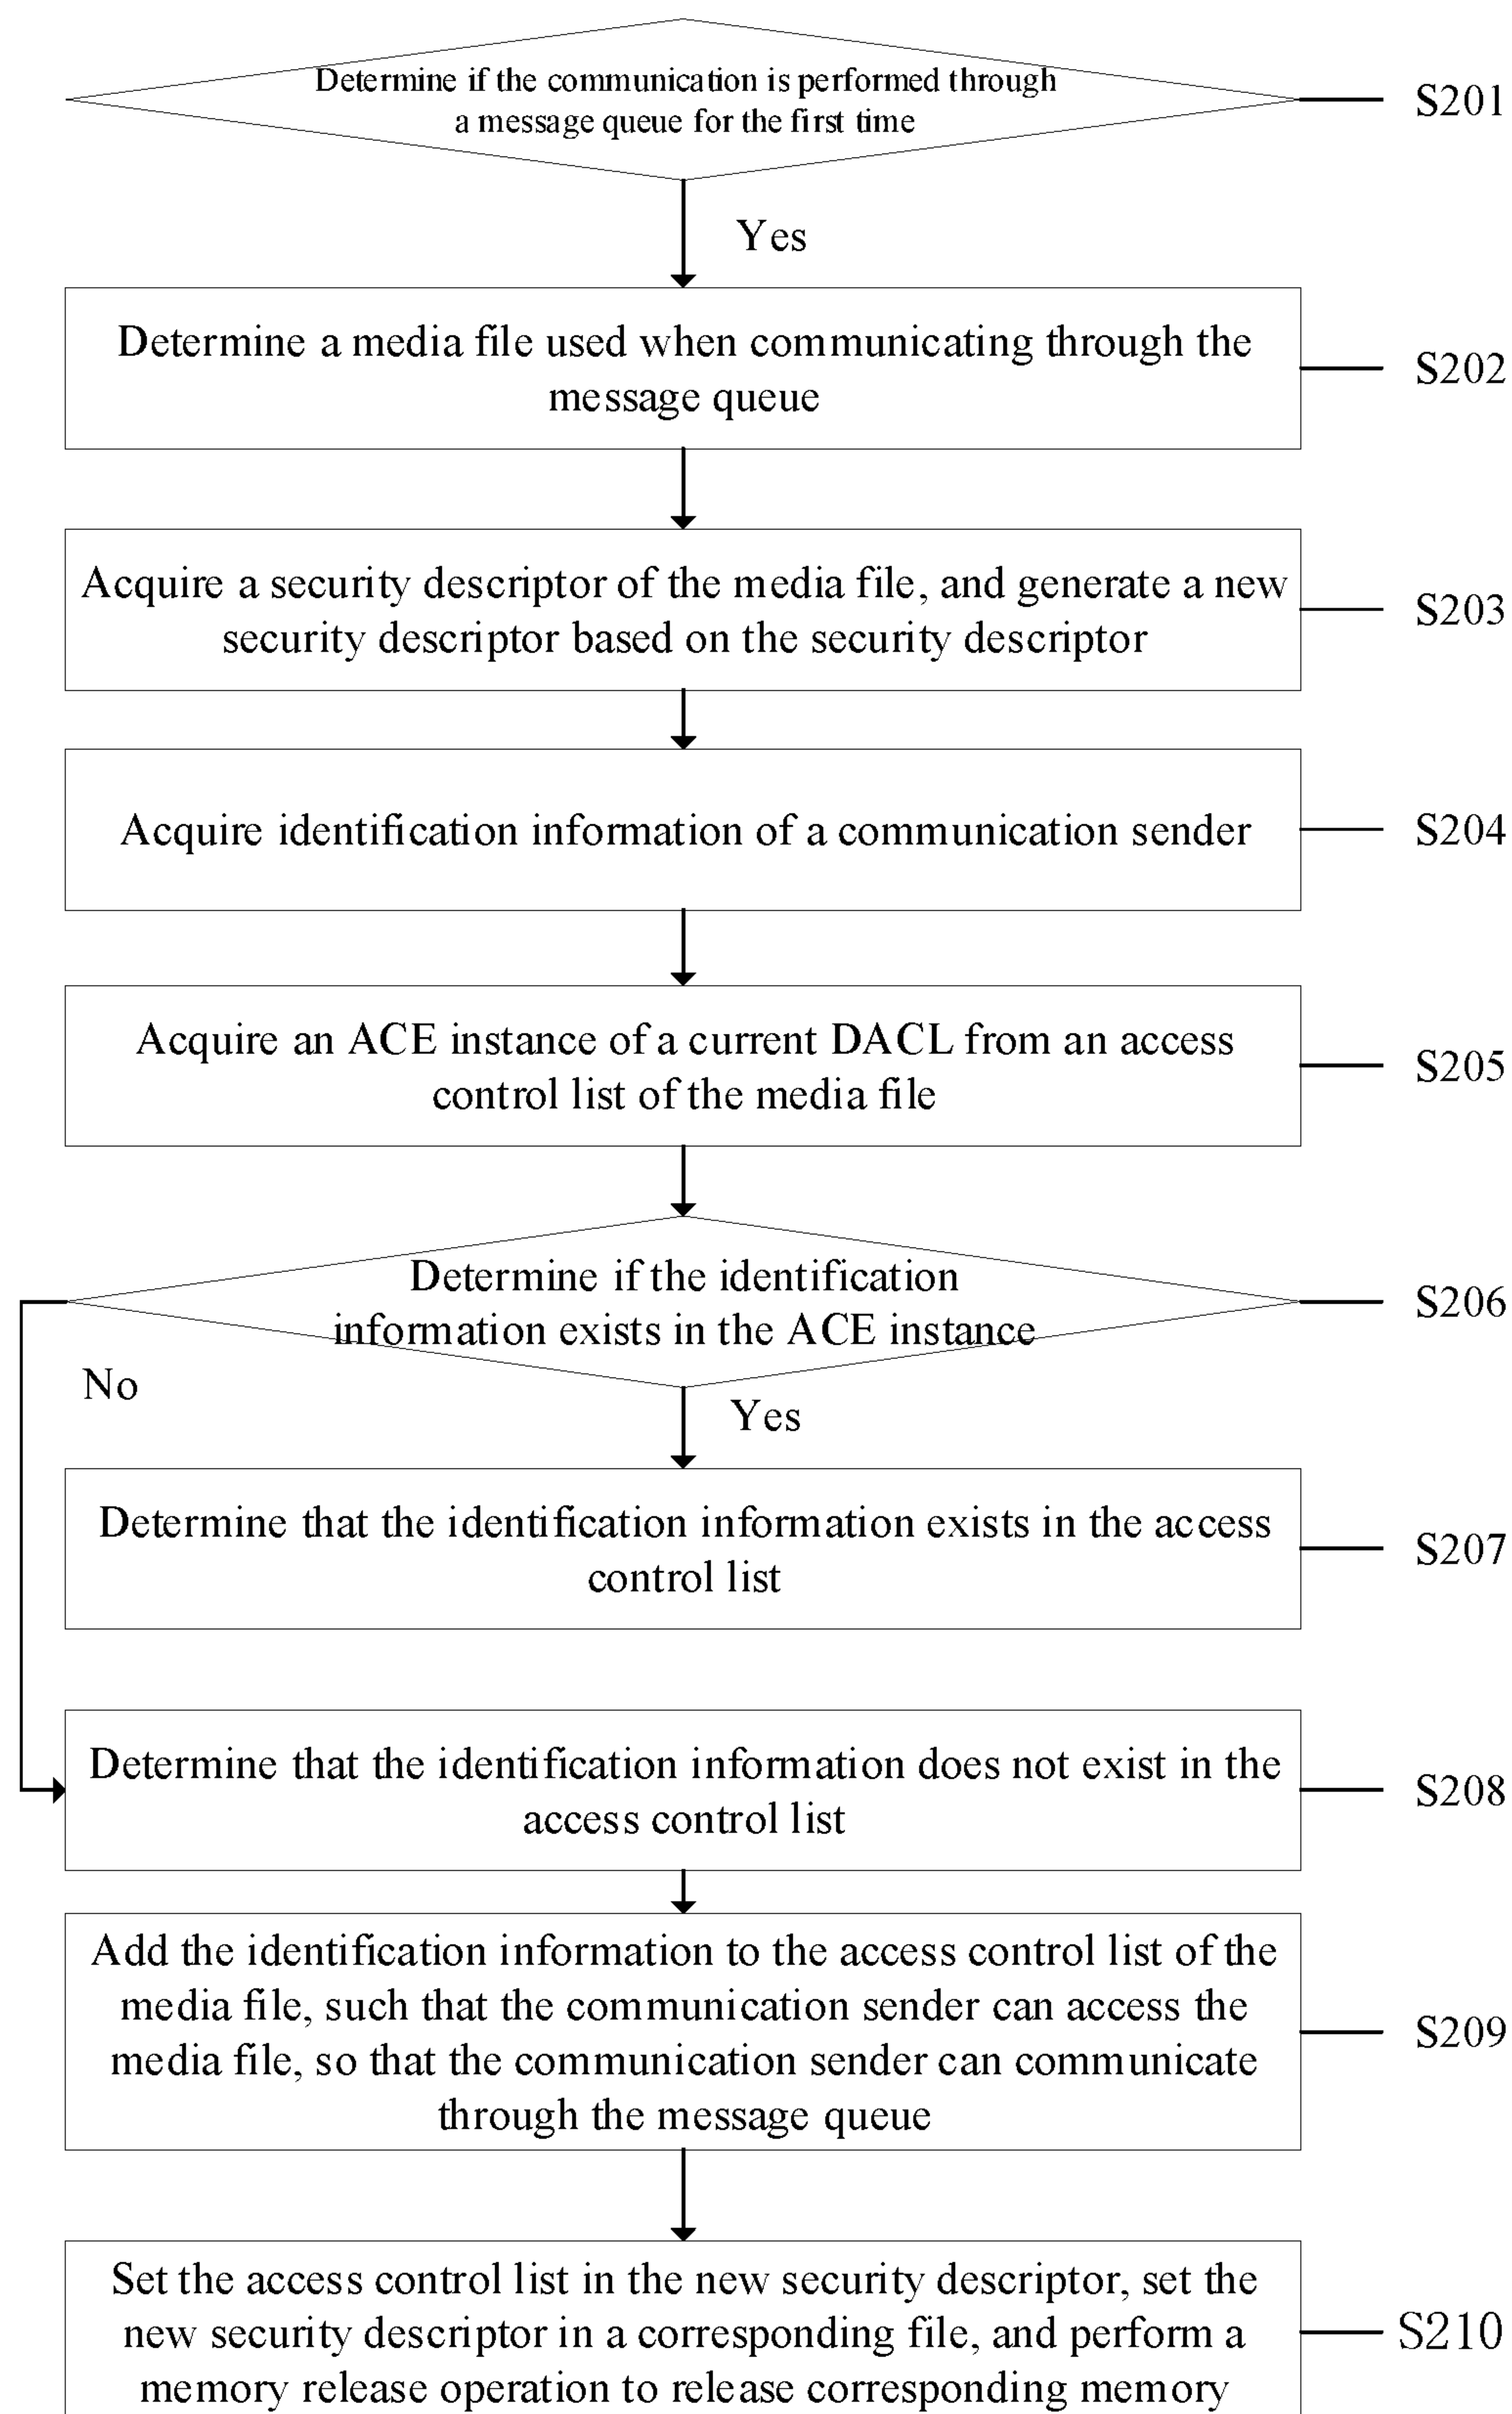 Determine if the communication is performed through
a message queue for the first time
S201
Yes
Determine a media file used when communicating through the
message queue
S202
Acquire a security descriptor of the media file, and generate a new
security descriptor based on the security descriptor
S203
Acquire identification information of a communication sender
S204
Acquire an ACE instance of a current DACL from an access
control list of the media file
S205
Determine if the identification
information exists in the ACE instance
S206
No
Yes
Determine that the identification information exists in the access
control list
S207
Determine that the identification information does not exist in the
access control list
S208
Add the identification information to the access control list of the
media file, such that the communication sender can access the
media file, so that the communication sender can communicate
through the message queue
S209
Set the access control list in the new security descriptor, set the
new security descriptor in a corresponding file, and perform a
memory release operation to release corresponding memory
S210